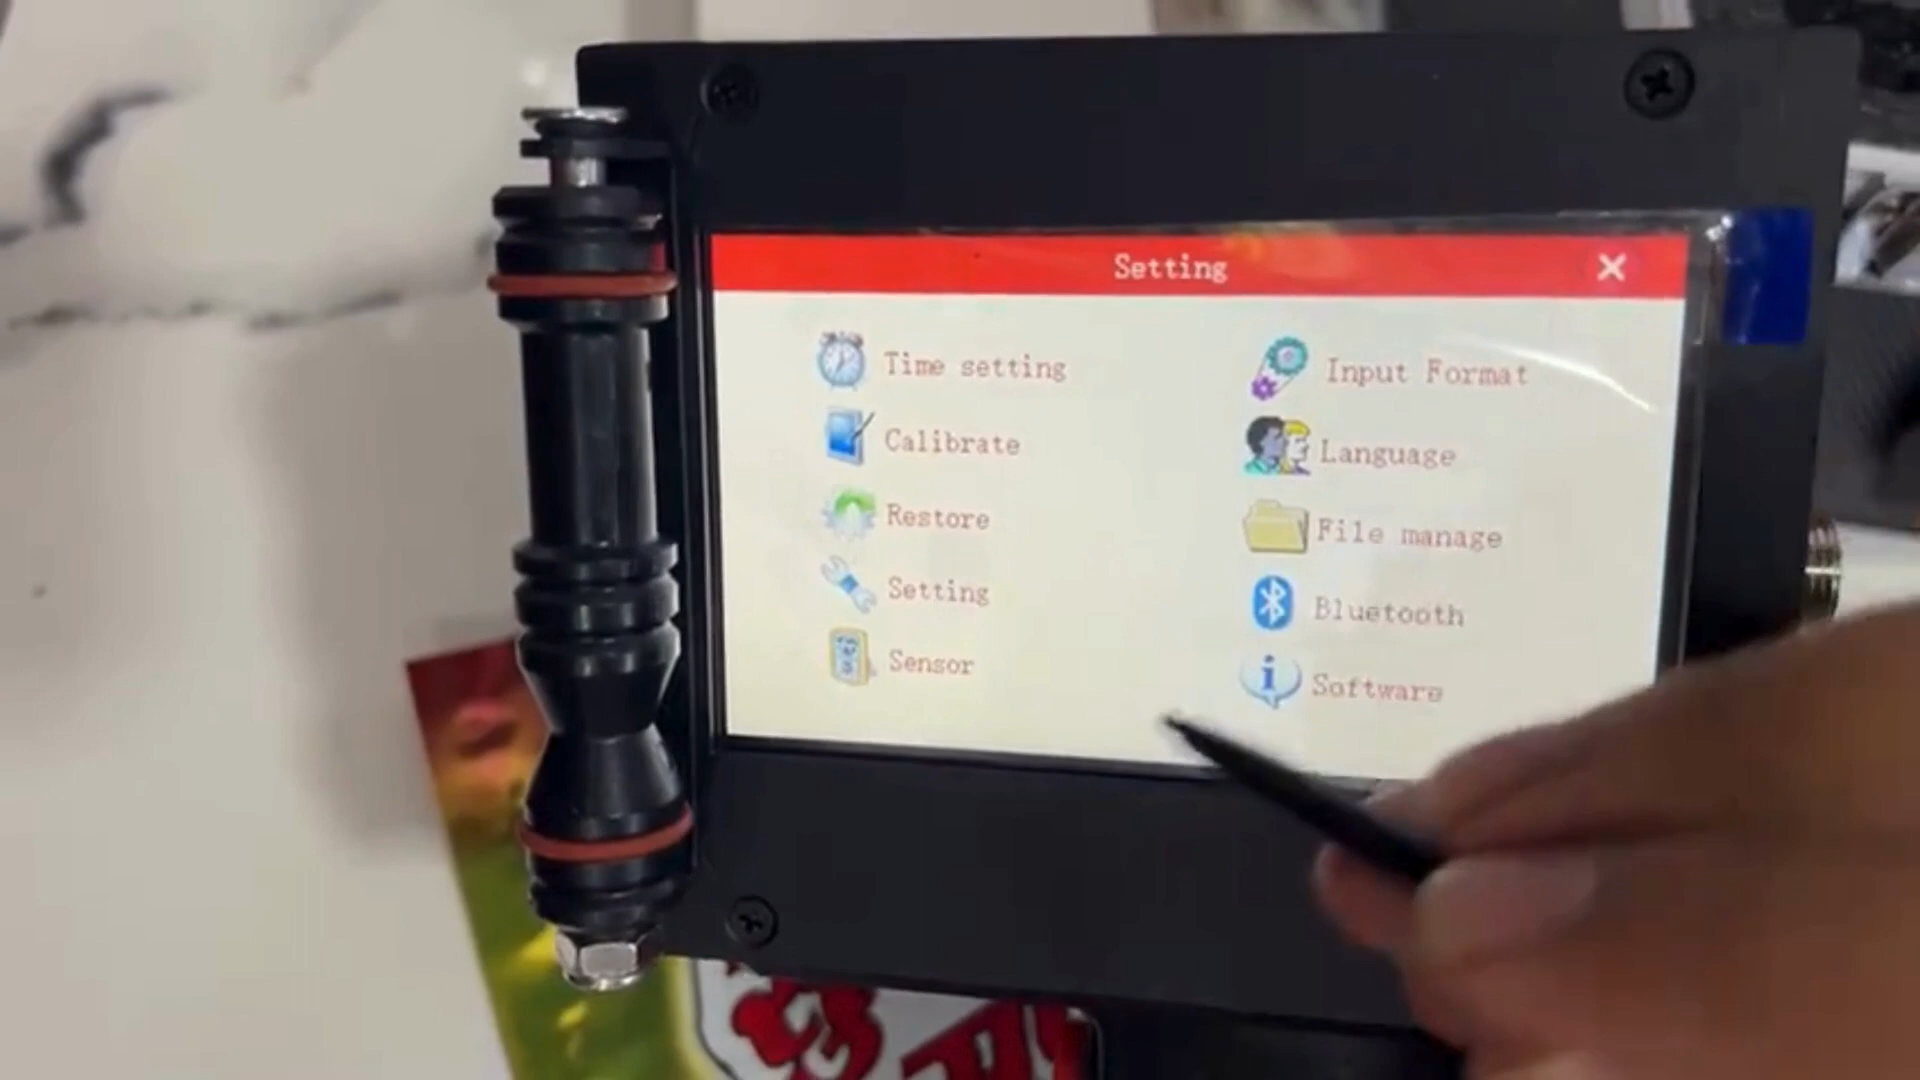 Setting
Time setting
Calibrate
Restore
Setting
Sensor
Input Format
Language
File manage
Bluetooth
Software